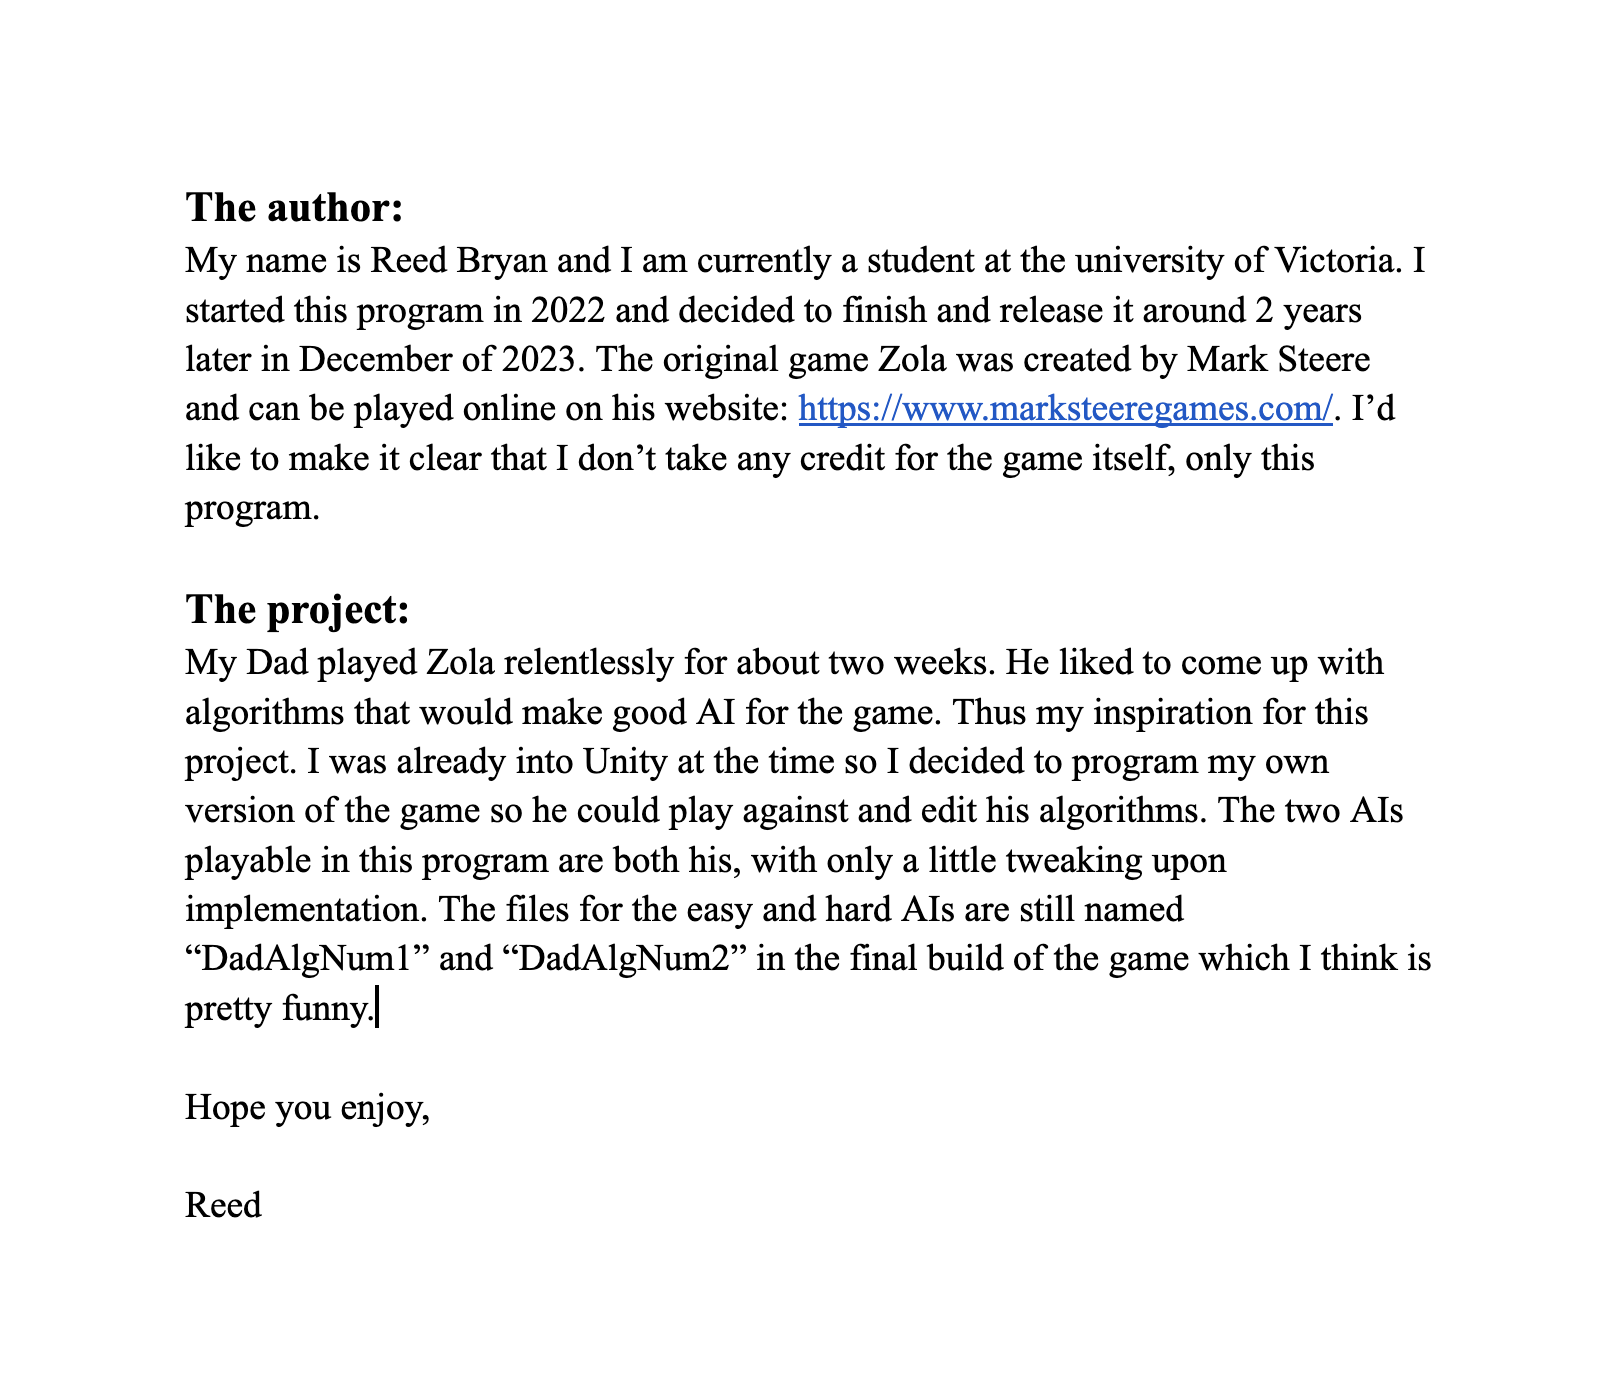 The author:
My name is Reed Bryan and I am currently a student at the university of Victoria. I
started this program in 2022 and decided to finish and release it around 2 years
later in December of 2023. The original game Zola was created by Mark Steere
and can be played online on his website: https://www.marksteeregames.com/. I’d
like to make it clear that I don’t take any credit for the game itself, only this
program.
The project:
My Dad played Zola relentlessly for about two weeks. He liked to come up with
algorithms that would make good AI for the game. Thus my inspiration for this
project. I was already into Unity at the time so I decided to program my own
version of the game so he could play against and edit his algorithms. The two AIs
playable in this program are both his, with only a little tweaking upon
implementation. The files for the easy and hard AIs are still named
“DadAlgNum1” and “DadAlgNum2” in the final build of the game which I think is
pretty funny.
Hope you enjoy,
Reed